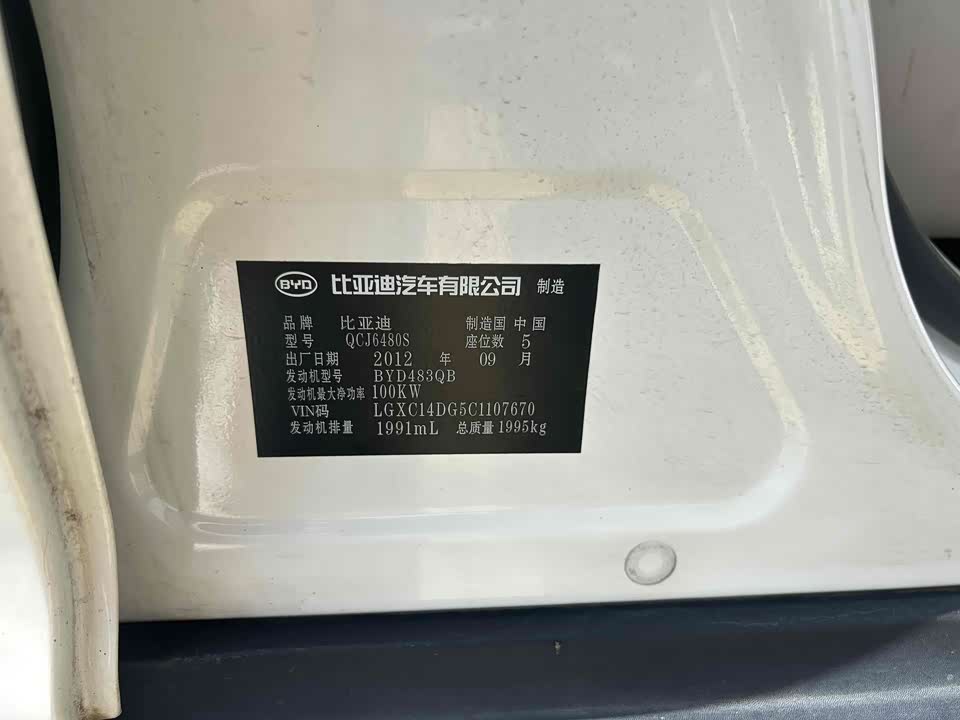 BYD 比亚迪汽车有限公司 制造
品牌 比亚迪 制造国 中国
型号 QCJ6480S 座位数 5
出厂日期 2012 年 09 月
发动机型号 BYD483QB
发动机最大净功率 100KW
VIN码 LGXC14DG5C1107670
发动机排量 1991mL 总质量 1995kg